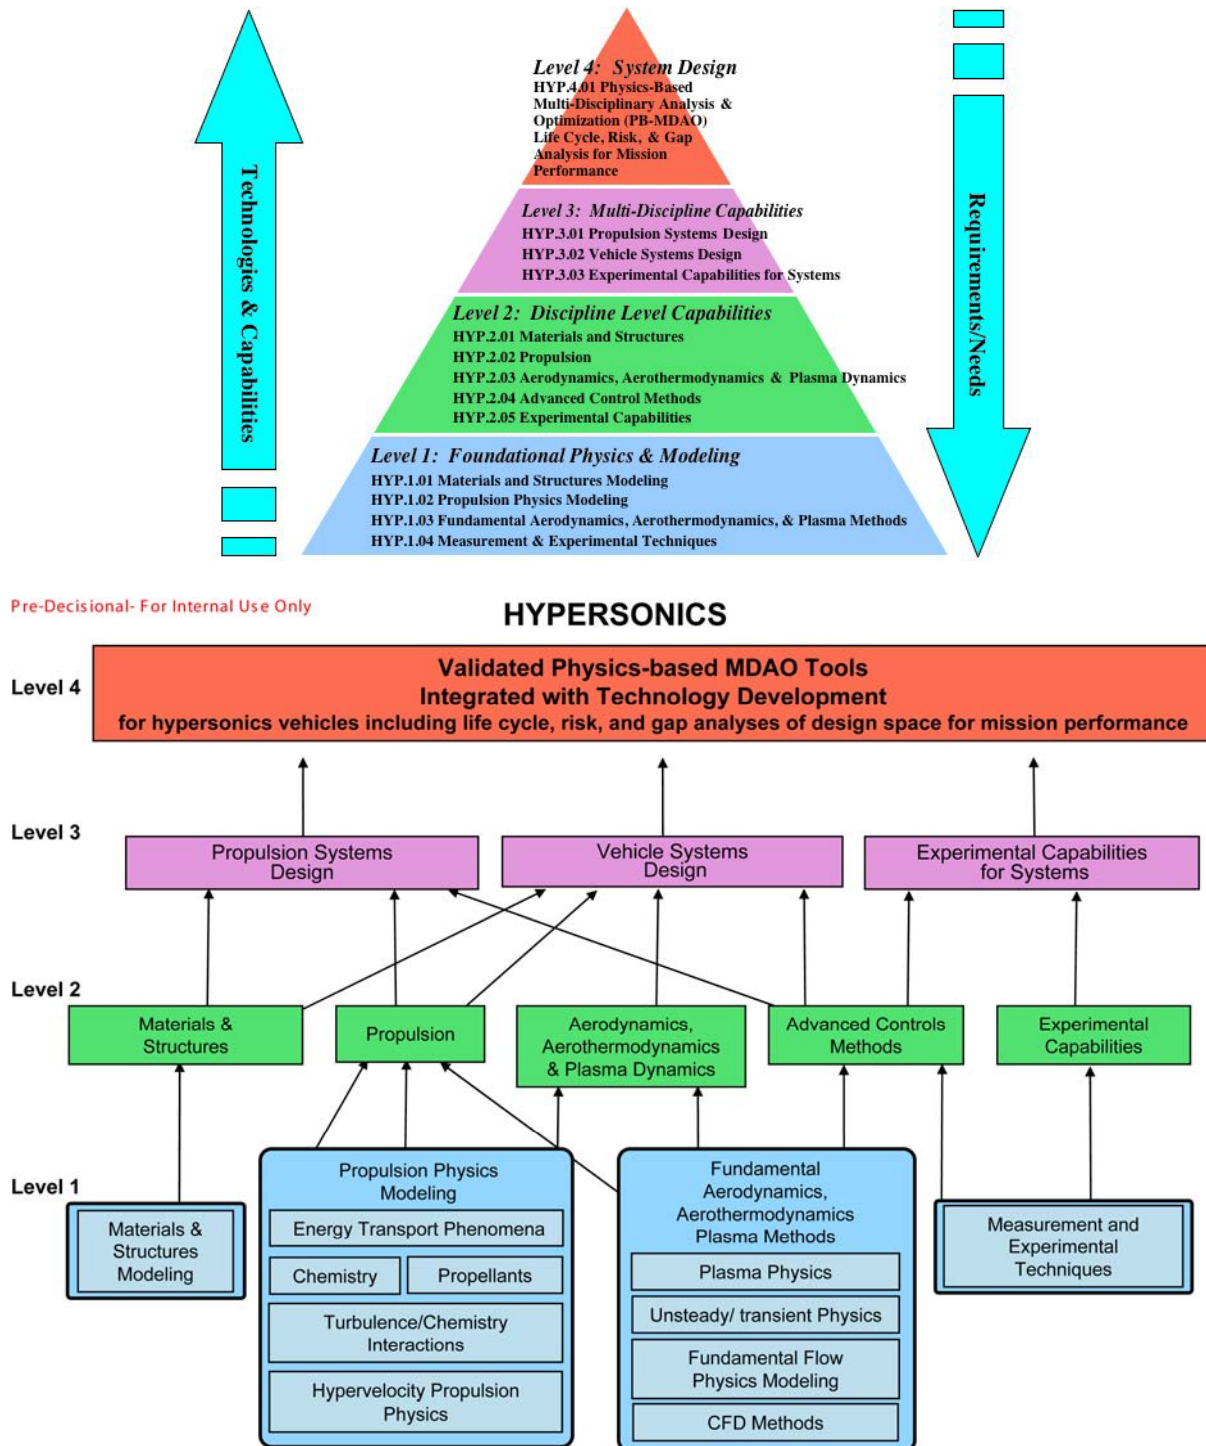 Technologies & Capabilities
Level 4: System Design
HYP.4.01 Physics-Based
Multi-Disciplinary Analysis &
Optimization (PB-MDAO)
Life Cycle, Risk, & Gap
Analysis for Mission
Performance
Level 3: Multi-Discipline Capabilities
HYP.3.01 Propulsion Systems Design
HYP.3.02 Vehicle Systems Design
HYP.3.03 Experimental Capabilities for Systems
Level 2: Discipline Level Capabilities
HYP.2.01 Materials and Structures
HYP.2.02 Propulsion
HYP.2.03 Aerodynamics, Aerothermodynamics & Plasma Dynamics
HYP.2.04 Advanced Control Methods
HYP.2.05 Experimental Capabilities
Level 1: Foundational Physics & Modeling
HYP.1.01 Materials and Structures Modeling
HYP.1.02 Propulsion Physics Modeling
HYP.1.03 Fundamental Aerodynamics, Aerothermodynamics, & Plasma Methods
HYP.1.04 Measurement & Experimental Techniques
Requirements/Needs
Pre-Decisional- For Internal Use Only
HYPERSONICS
Level 4
Validated Physics-based MDAO Tools
Integrated with Technology Development
for hypersonics vehicles including life cycle, risk, and gap analyses of design space for mission performance
Level 3
Propulsion Systems
Design
Vehicle Systems
Design
Experimental Capabilities
for Systems
Level 2
Materials &
Structures
Propulsion
Aerodynamics,
Aerothermodynamics
& Plasma Dynamics
Advanced Controls
Methods
Experimental
Capabilities
Level 1
Materials &
Structures
Modeling
Propulsion Physics
Modeling
Energy Transport Phenomena
Chemistry
Propellants
Turbulence/Chemistry
Interactions
Hypervelocity Propulsion
Physics
Fundamental
Aerodynamics,
Aerothermodynamics
Plasma Methods
Plasma Physics
Unsteady/ transient Physics
Fundamental Flow
Physics Modeling
CFD Methods
Measurement and
Experimental
Techniques